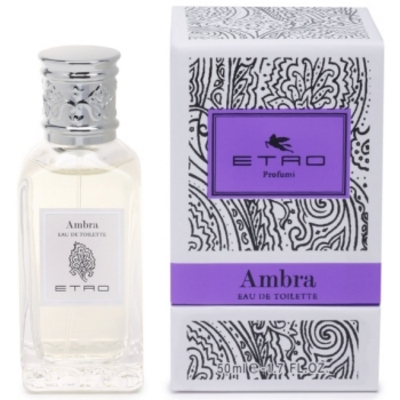 Ambra
EAU DE TOILETTE
ETRO
ETRO
Profumi
Ambra
EAU DE TOILETTE
50 ml e - 1.7 FL.OZ.